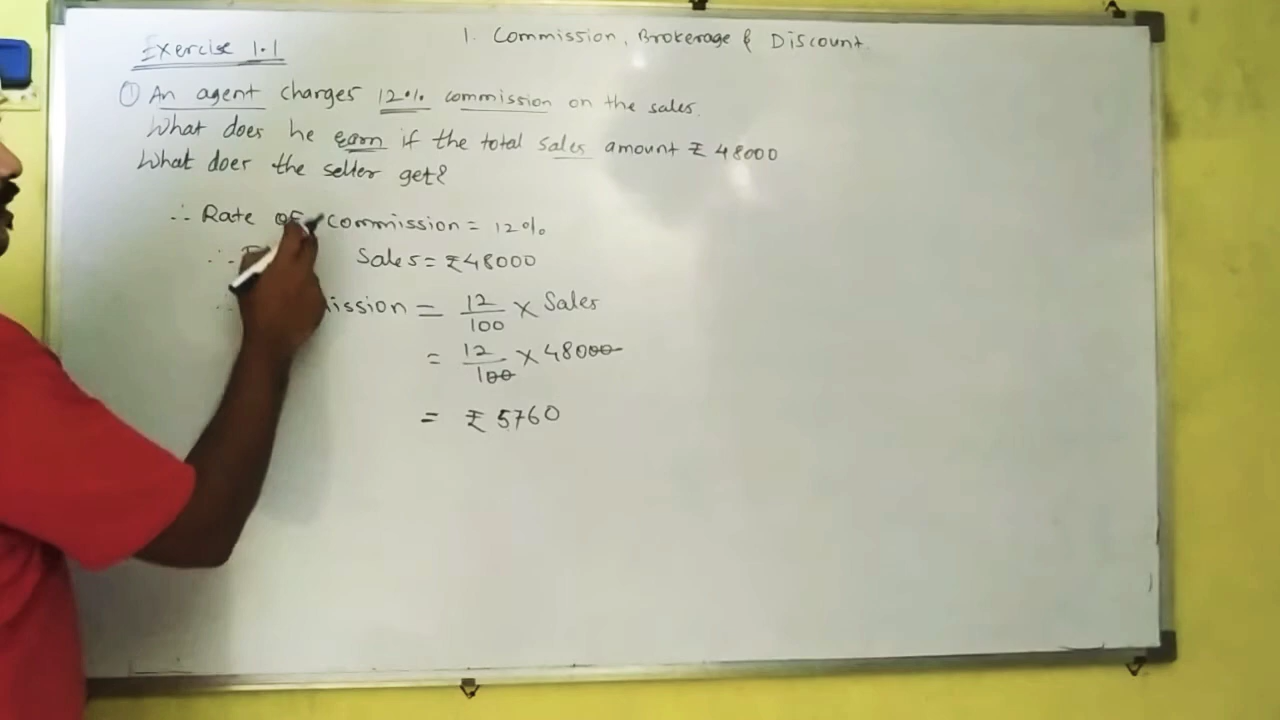 1. Commission, Brokerage & Discount.
Exercise 1.1
① An agent charges 12% commission on the sales.
What does he earn if the total sales amount ₹ 48000
What does the seller get?
∴ Rate of commission = 12%
∴ Sales = ₹48000
= 12/100 × Sales
= 12/100 × 48000
= ₹ 5760